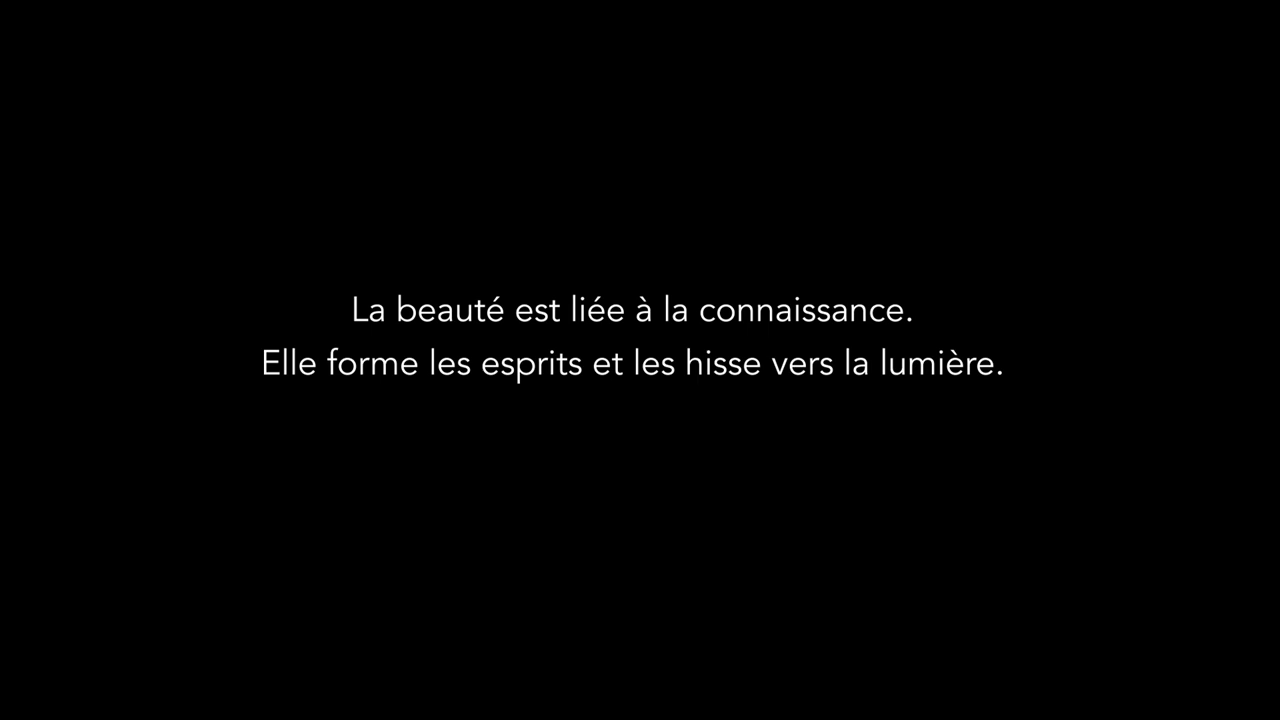 La beauté est liée à la connaissance.
Elle forme les esprits et les hisse vers la lumière.